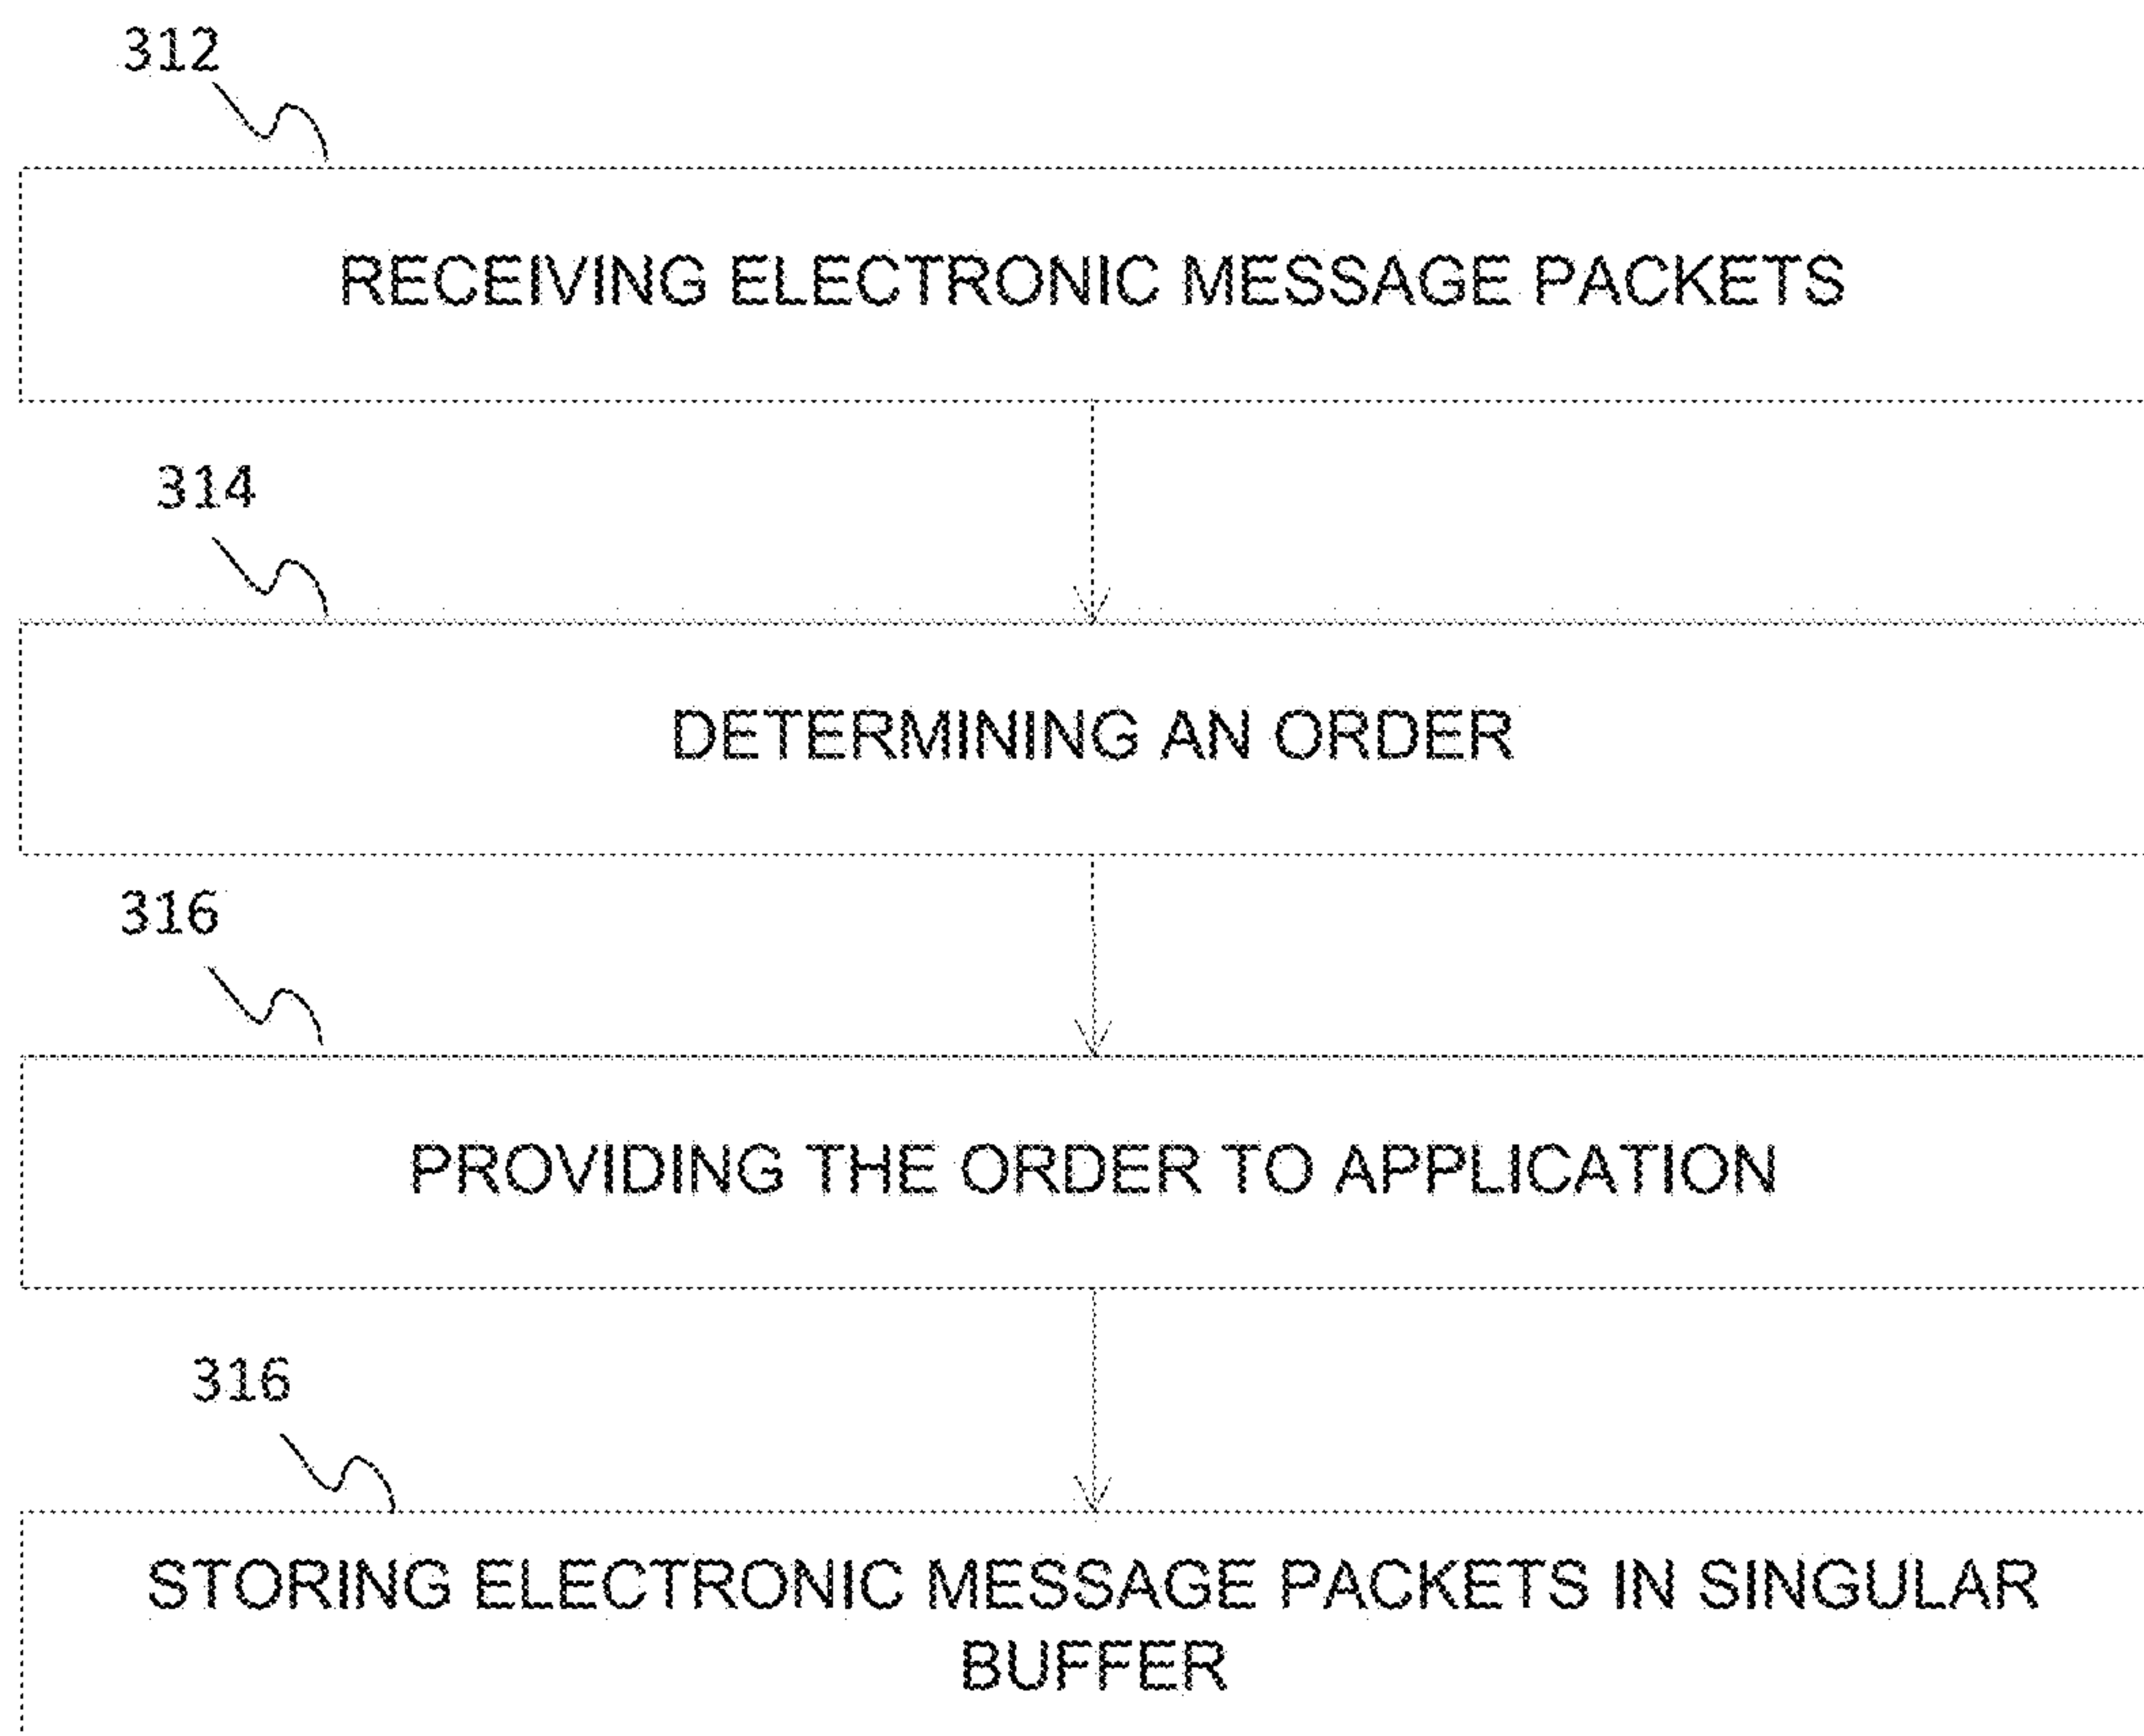 312
RECEIVING ELECTRONIC MESSAGE PACKETS
314
DETERMINING AN ORDER
316
PROVIDING THE ORDER TO APPLICATION
316
STORING ELECTRONIC MESSAGE PACKETS IN SINGULAR
BUFFER